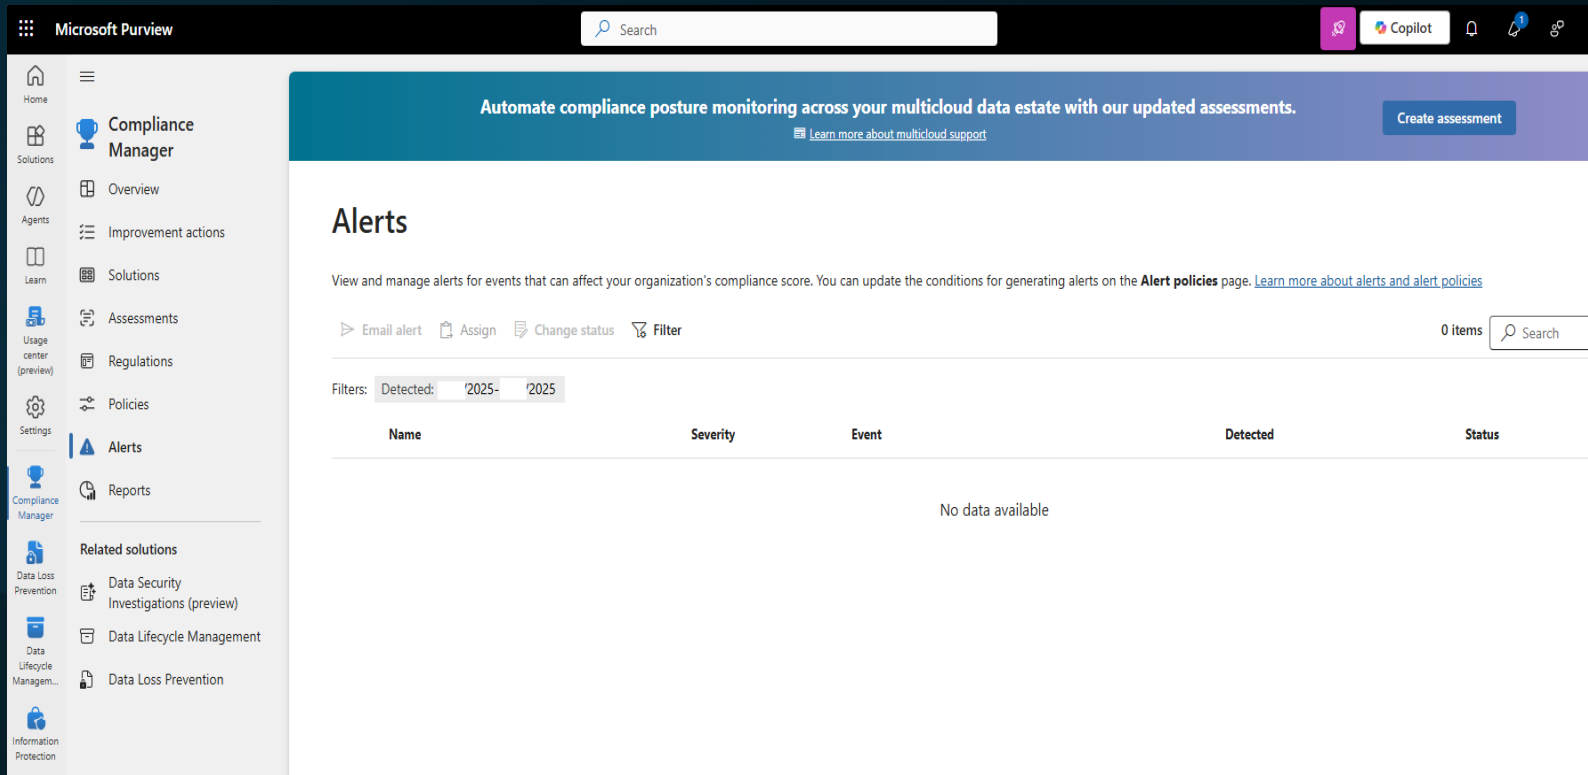 Microsoft Purview
Search
Copilot
1
Home
Solutions
Agents
Learn
Usage
center
(preview)
Settings
Compliance
Manager
Data Loss
Prevention
Data
Lifecycle
Managem...
Information
Protection
Compliance
Manager
Overview
Improvement actions
Solutions
Assessments
Regulations
Policies
Alerts
Reports
Related solutions
Data Security
Investigations (preview)
Data Lifecycle Management
Data Loss Prevention
Automate compliance posture monitoring across your multicloud data estate with our updated assessments.
Learn more about multicloud support
Create assessment
Alerts
View and manage alerts for events that can affect your organization's compliance score. You can update the conditions for generating alerts on the Alert policies page. Learn more about alerts and alert policies
Email alert Assign Change status Filter 0 items Search
Filters: Detected: /2025- /2025
Name Severity Event Detected Status
No data available